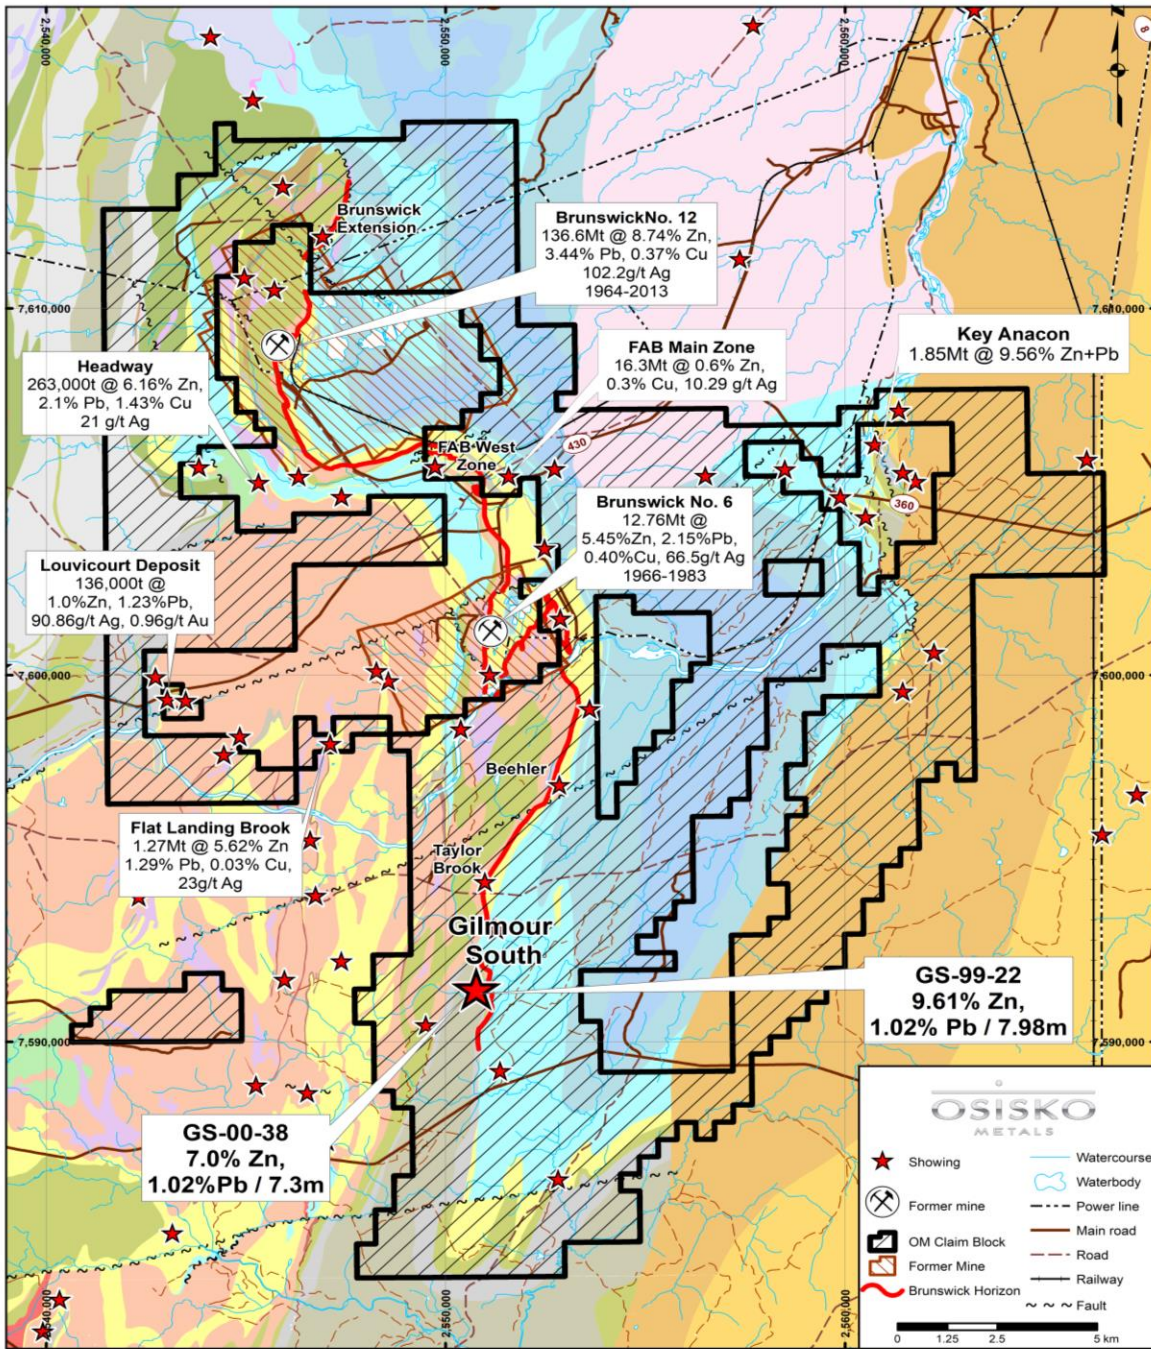 2,540,000
2,550,000
2,560,000
8
Brunswick
Extension
BrunswickNo. 12
136.6Mt @ 8.74% Zn,
3.44% Pb, 0.37% Cu
102.2g/t Ag
1964-2013
7,610,000
7,610,000
Key Anacon
1.85Mt @ 9.56% Zn+Pb
FAB Main Zone
16.3Mt @ 0.6% Zn,
0.3% Cu, 10.29 g/t Ag
Headway
263,000t @ 6.16% Zn,
2.1% Pb, 1.43% Cu
21 g/t Ag
430
FAB West
Zone
360
Brunswick No. 6
12.76Mt @
5.45%Zn, 2.15%Pb,
0.40%Cu, 66.5g/t Ag
1966-1983
Louvicourt Deposit
136,000t @
1.0%Zn, 1.23%Pb,
90.86g/t Ag, 0.96g/t Au
7,600,000
7,600,000
Beehler
Flat Landing Brook
1.27Mt @ 5.62% Zn
1.29% Pb, 0.03% Cu,
23g/t Ag
Taylor
Brook
Gilmour
South
GS-99-22
9.61% Zn,
1.02% Pb / 7.98m
7,590,000
7,590,000
GS-00-38
7.0% Zn,
1.02%Pb / 7.3m
OSISKO
METALS
Showing
Former mine
OM Claim Block
Former Mine
Brunswick Horizon
Watercourse
Waterbody
Power line
Main road
Road
Railway
Fault
0 1.25 2.5 5 km
2,540,000
2,550,000
2,560,000